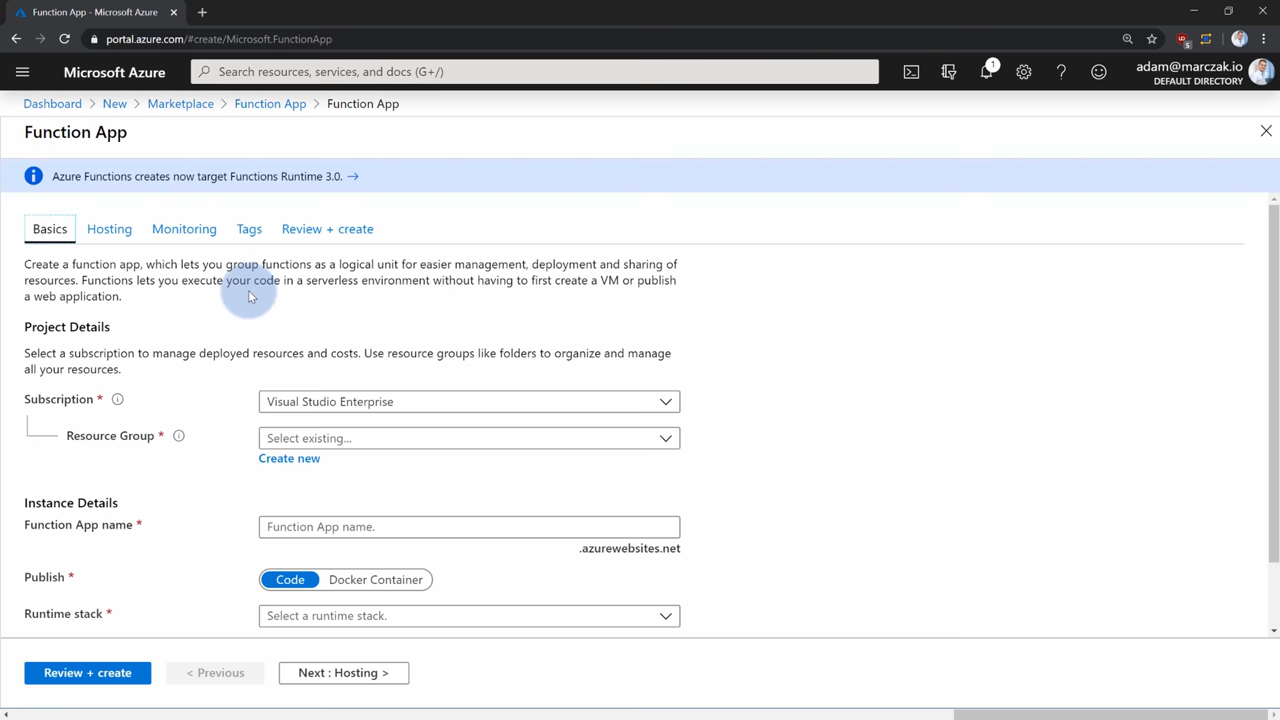 Function App - Microsoft Azure
portal.azure.com/#create/Microsoft.FunctionApp
Microsoft Azure
Search resources, services, and docs (G+/)
1
adam@marczak.io
DEFAULT DIRECTORY
Dashboard > New > Marketplace > Function App > Function App
Function App
Azure Functions creates now target Functions Runtime 3.0. →
Basics Hosting Monitoring Tags Review + create
Create a function app, which lets you group functions as a logical unit for easier management, deployment and sharing of
resources. Functions lets you execute your code in a serverless environment without having to first create a VM or publish
a web application.
Project Details
Select a subscription to manage deployed resources and costs. Use resource groups like folders to organize and manage
all your resources.
Subscription * Visual Studio Enterprise
Resource Group * Select existing...
Create new
Instance Details
Function App name * Function App name.
.azurewebsites.net
Publish * Code Docker Container
Runtime stack * Select a runtime stack.
Review + create < Previous Next : Hosting >